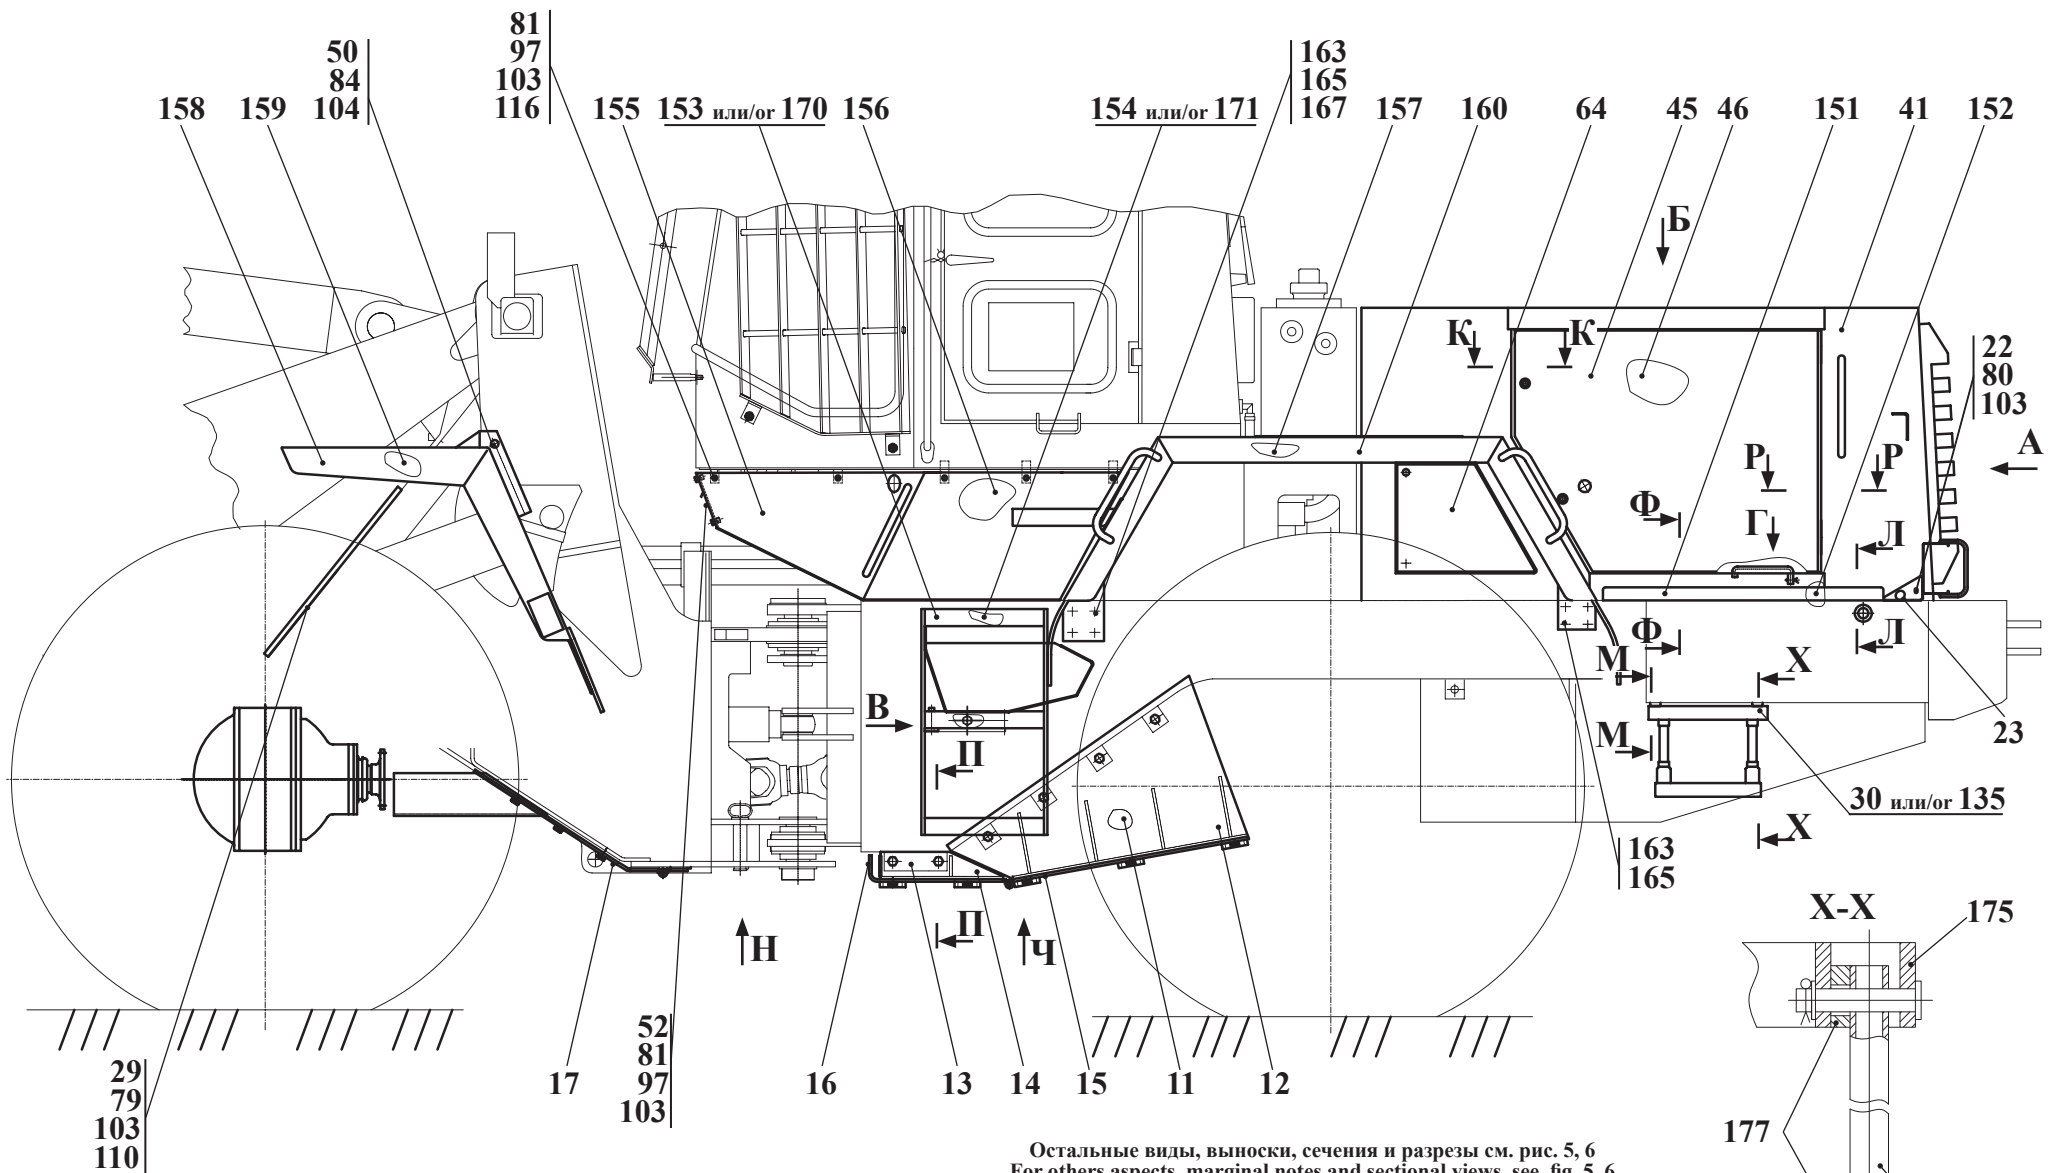 81
97
103
116
50
84
104
163
165
167
158
159
155
153 или/or 170
156
154 или/or 171
157
160
64
45
46
151
41
152
Б
К
К
22
80
103
А
Р
Р
Ф
Г
Л
Ф
Л
М
Х
В
М
23
П
30 или/or 135
Х
163
165
Х-Х
175
П
Н
Ч
52
81
97
103
17
16
13
14
15
11
12
29
79
103
110
177
Остальные виды, выноски, сечения и разрезы см. рис. 5, 6
For others aspects, marginal notes and sectional views, see. fig. 5, 6